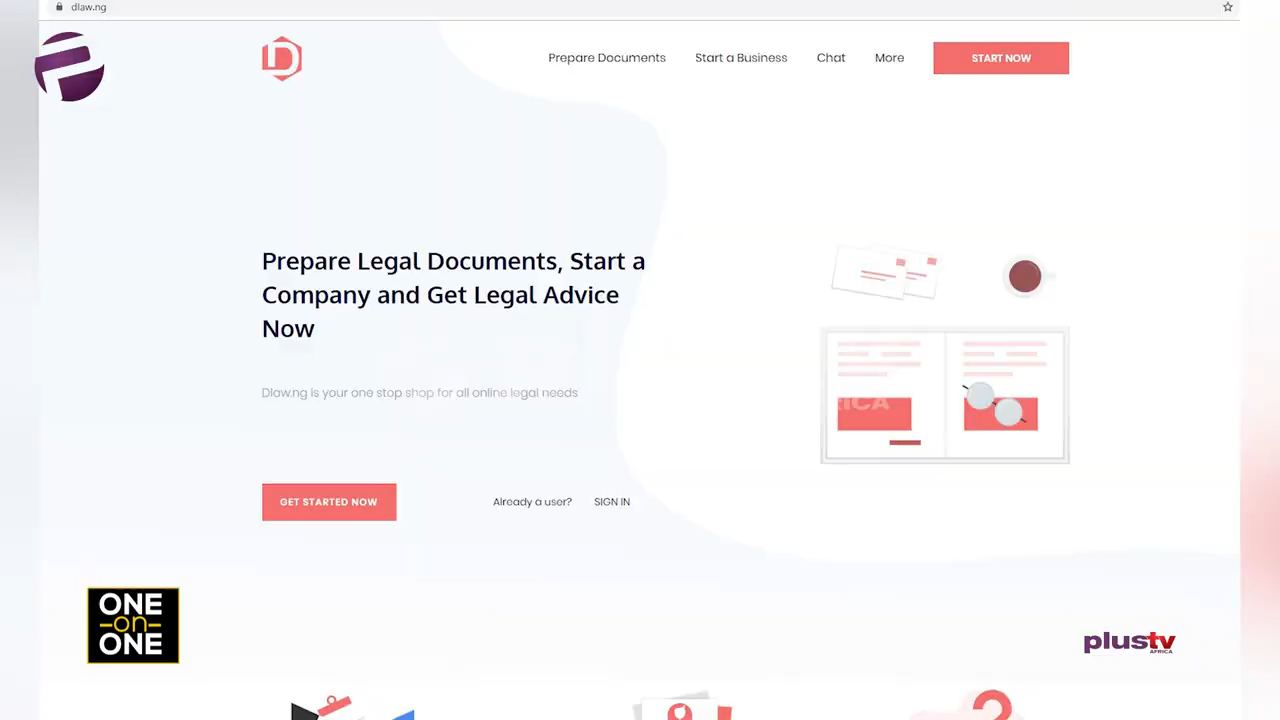 dlaw.ng
Prepare Documents
Start a Business
Chat
More
START NOW
Prepare Legal Documents, Start a
Company and Get Legal Advice
Now
Dlaw.ng is your one stop shop for all online legal needs
GET STARTED NOW
Already a user?
SIGN IN
ONE
-on-
ONE
plustv
AFRICA